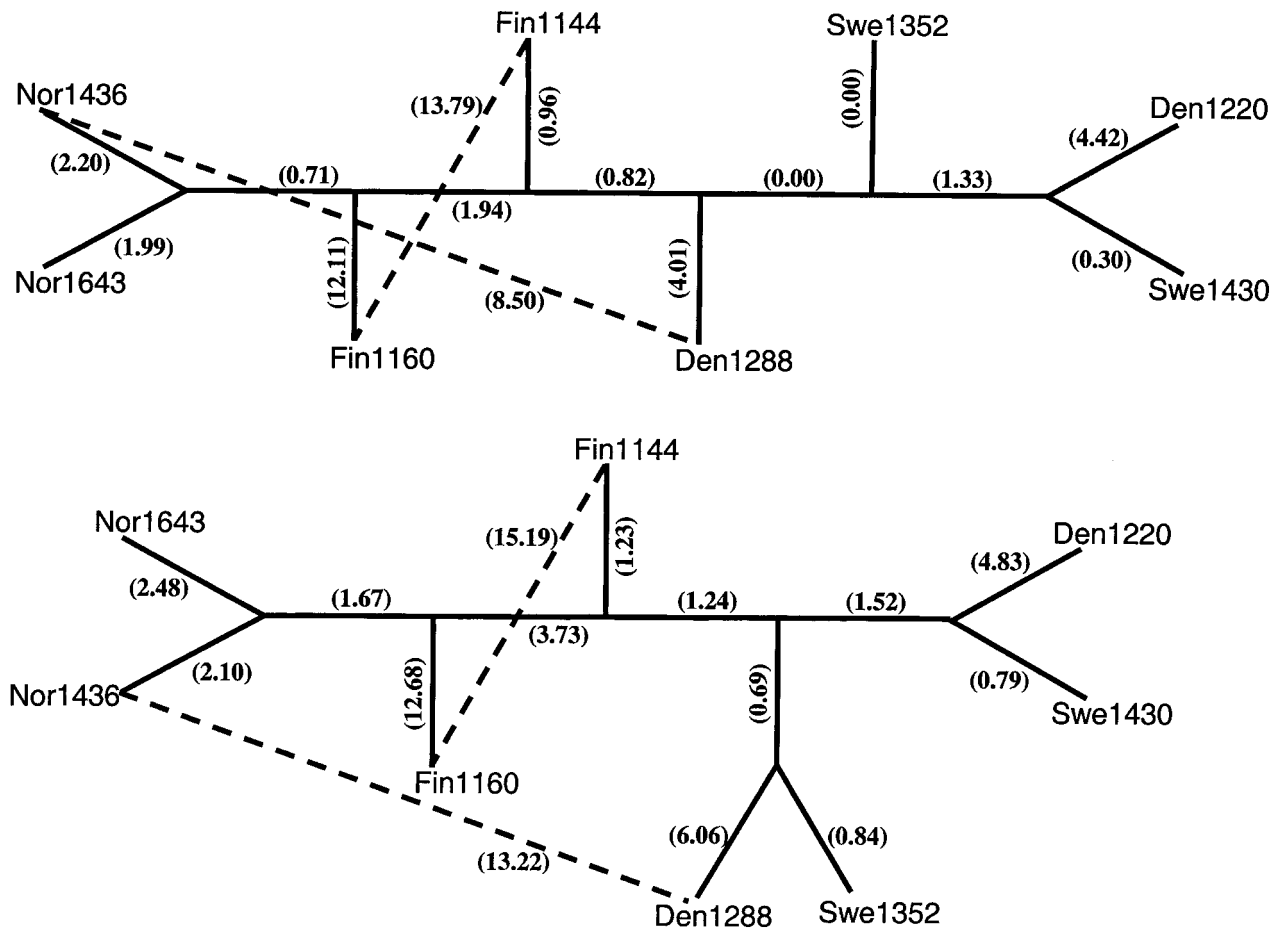 Fin1144
Swe1352
Nor1436
(13.79)
(0.96)
(0.00)
Den1220
(4.42)
(2.20)
(0.71)
(0.82)
(0.00)
(1.33)
(1.94)
(1.99)
(12.11)
(8.50)
(4.01)
(0.30)
Nor1643
Swe1430
Fin1160
Den1288
Fin1144
Nor1643
(15.19)
(1.23)
Den1220
(4.83)
(2.48)
(1.67)
(1.24)
(1.52)
(3.73)
(2.10)
(12.68)
(0.69)
(0.79)
Nor1436
Swe1430
Fin1160
(6.06)
(0.84)
(13.22)
Den1288
Swe1352